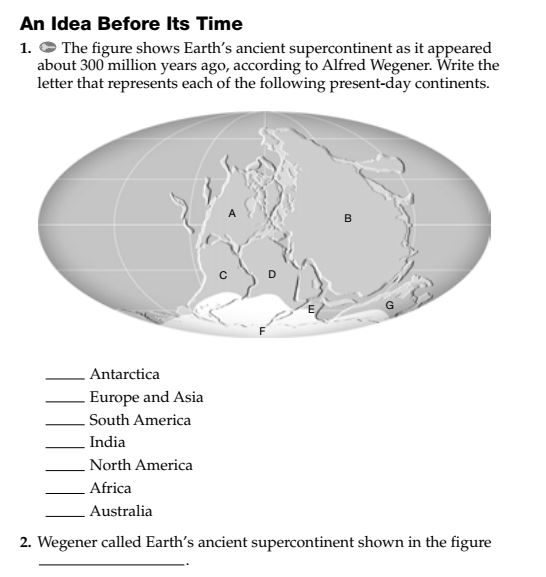 An Idea Before Its Time
1. The figure shows Earth's ancient supercontinent as it appeared
about 300 million years ago, according to Alfred Wegener. Write the
letter that represents each of the following present-day continents.
A
B
C
D
E
G
F
_____ Antarctica
_____ Europe and Asia
_____ South America
_____ India
_____ North America
_____ Africa
_____ Australia
2. Wegener called Earth's ancient supercontinent shown in the figure
____________________.